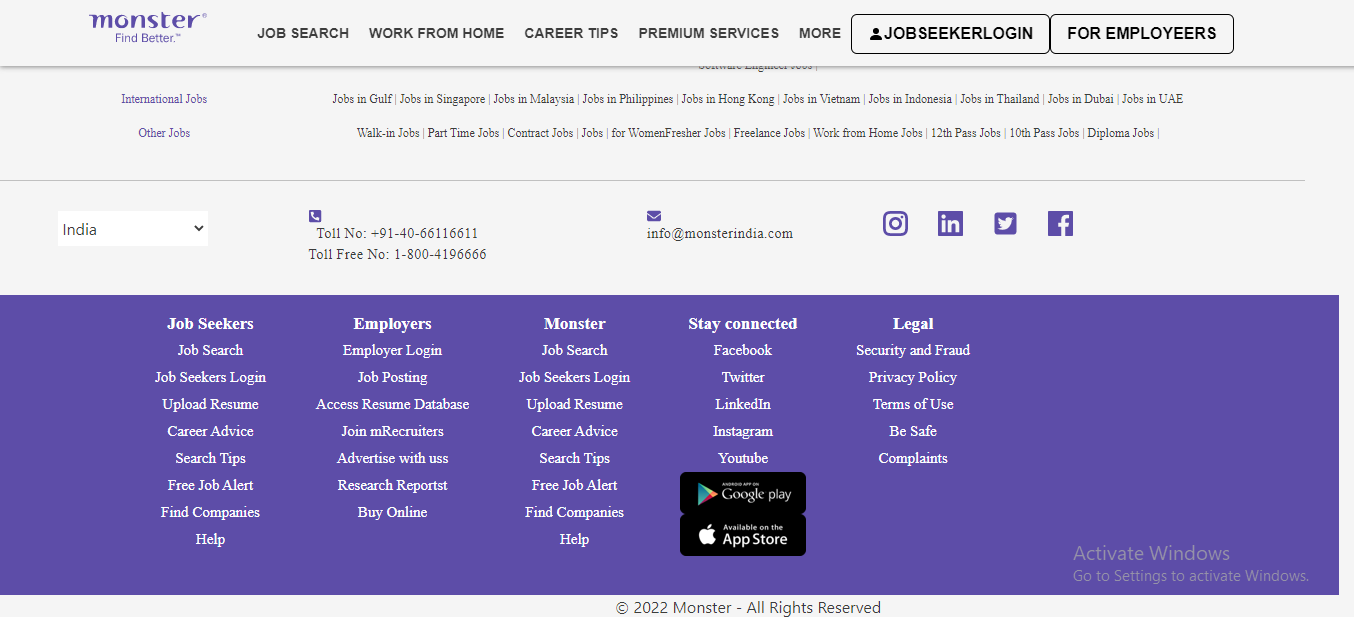 monster®
Find Better.™
JOB SEARCH WORK FROM HOME CAREER TIPS PREMIUM SERVICES MORE JOBSEEKERLOGIN FOR EMPLOYEERS
Software Engineer Jobs |
International Jobs Jobs in Gulf | Jobs in Singapore | Jobs in Malaysia | Jobs in Philippines | Jobs in Hong Kong | Jobs in Vietnam | Jobs in Indonesia | Jobs in Thailand | Jobs in Dubai | Jobs in UAE
Other Jobs Walk-in Jobs | Part Time Jobs | Contract Jobs | Jobs | for WomenFresher Jobs | Freelance Jobs | Work from Home Jobs | 12th Pass Jobs | 10th Pass Jobs | Diploma Jobs |
India
Toll No: +91-40-66116611
Toll Free No: 1-800-4196666
info@monsterindia.com
Job Seekers Employers Monster Stay connected Legal
Job Search Employer Login Job Search Facebook Security and Fraud
Job Seekers Login Job Posting Job Seekers Login Twitter Privacy Policy
Upload Resume Access Resume Database Upload Resume LinkedIn Terms of Use
Career Advice Join mRecruiters Career Advice Instagram Be Safe
Search Tips Advertise with uss Search Tips Youtube Complaints
Free Job Alert Research Reportst Free Job Alert
ANDROID APP ON
Google play
Find Companies Buy Online Find Companies
Available on the
App Store
Help Help
Activate Windows
Go to Settings to activate Windows.
© 2022 Monster - All Rights Reserved